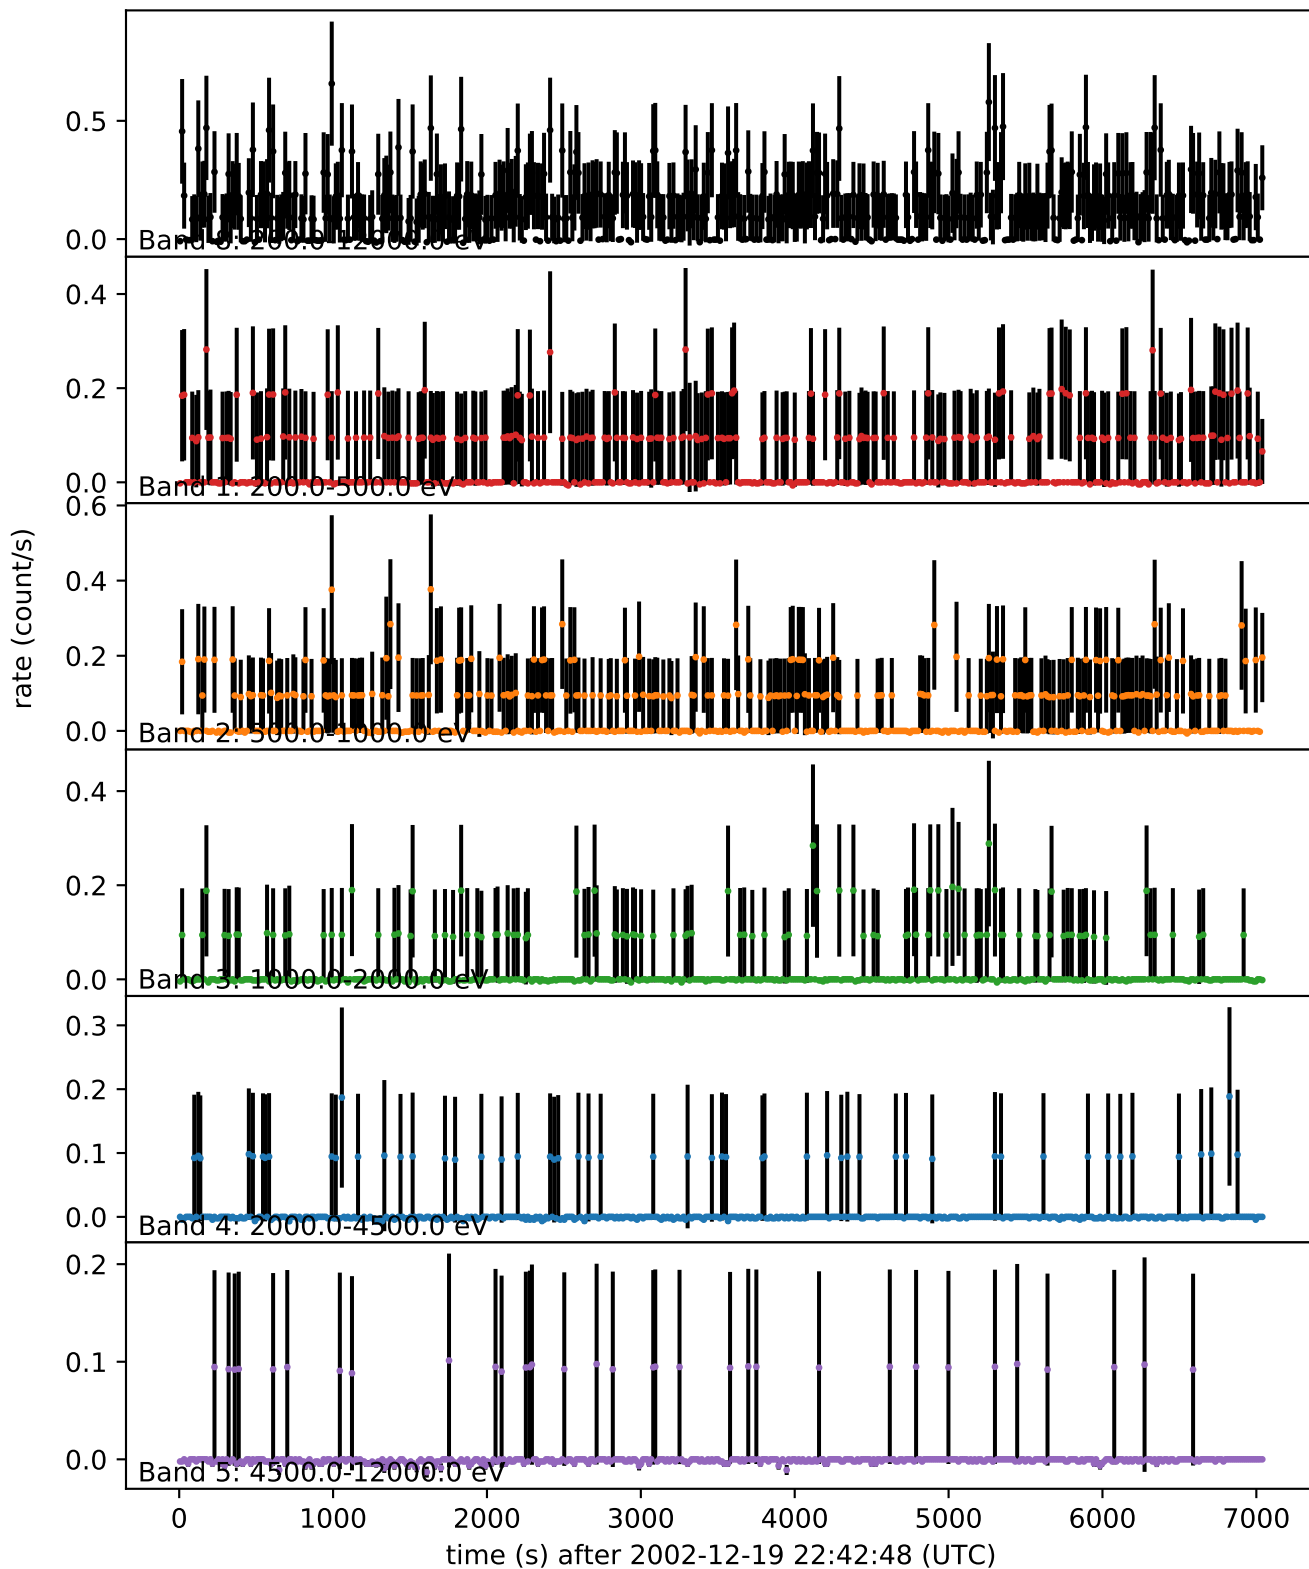 0.5
0.0
Band 8: 200.0-12000.0 eV
0.4
0.2
0.0
Band 1: 200.0-500.0 eV
0.6
0.4
0.2
0.0
Band 2: 500.0-1000.0 eV
rate (count/s)
0.4
0.2
0.0
Band 3: 1000.0-2000.0 eV
0.3
0.2
0.1
0.0
Band 4: 2000.0-4500.0 eV
0.2
0.1
0.0
Band 5: 4500.0-12000.0 eV
0 1000 2000 3000 4000 5000 6000 7000
time (s) after 2002-12-19 22:42:48 (UTC)